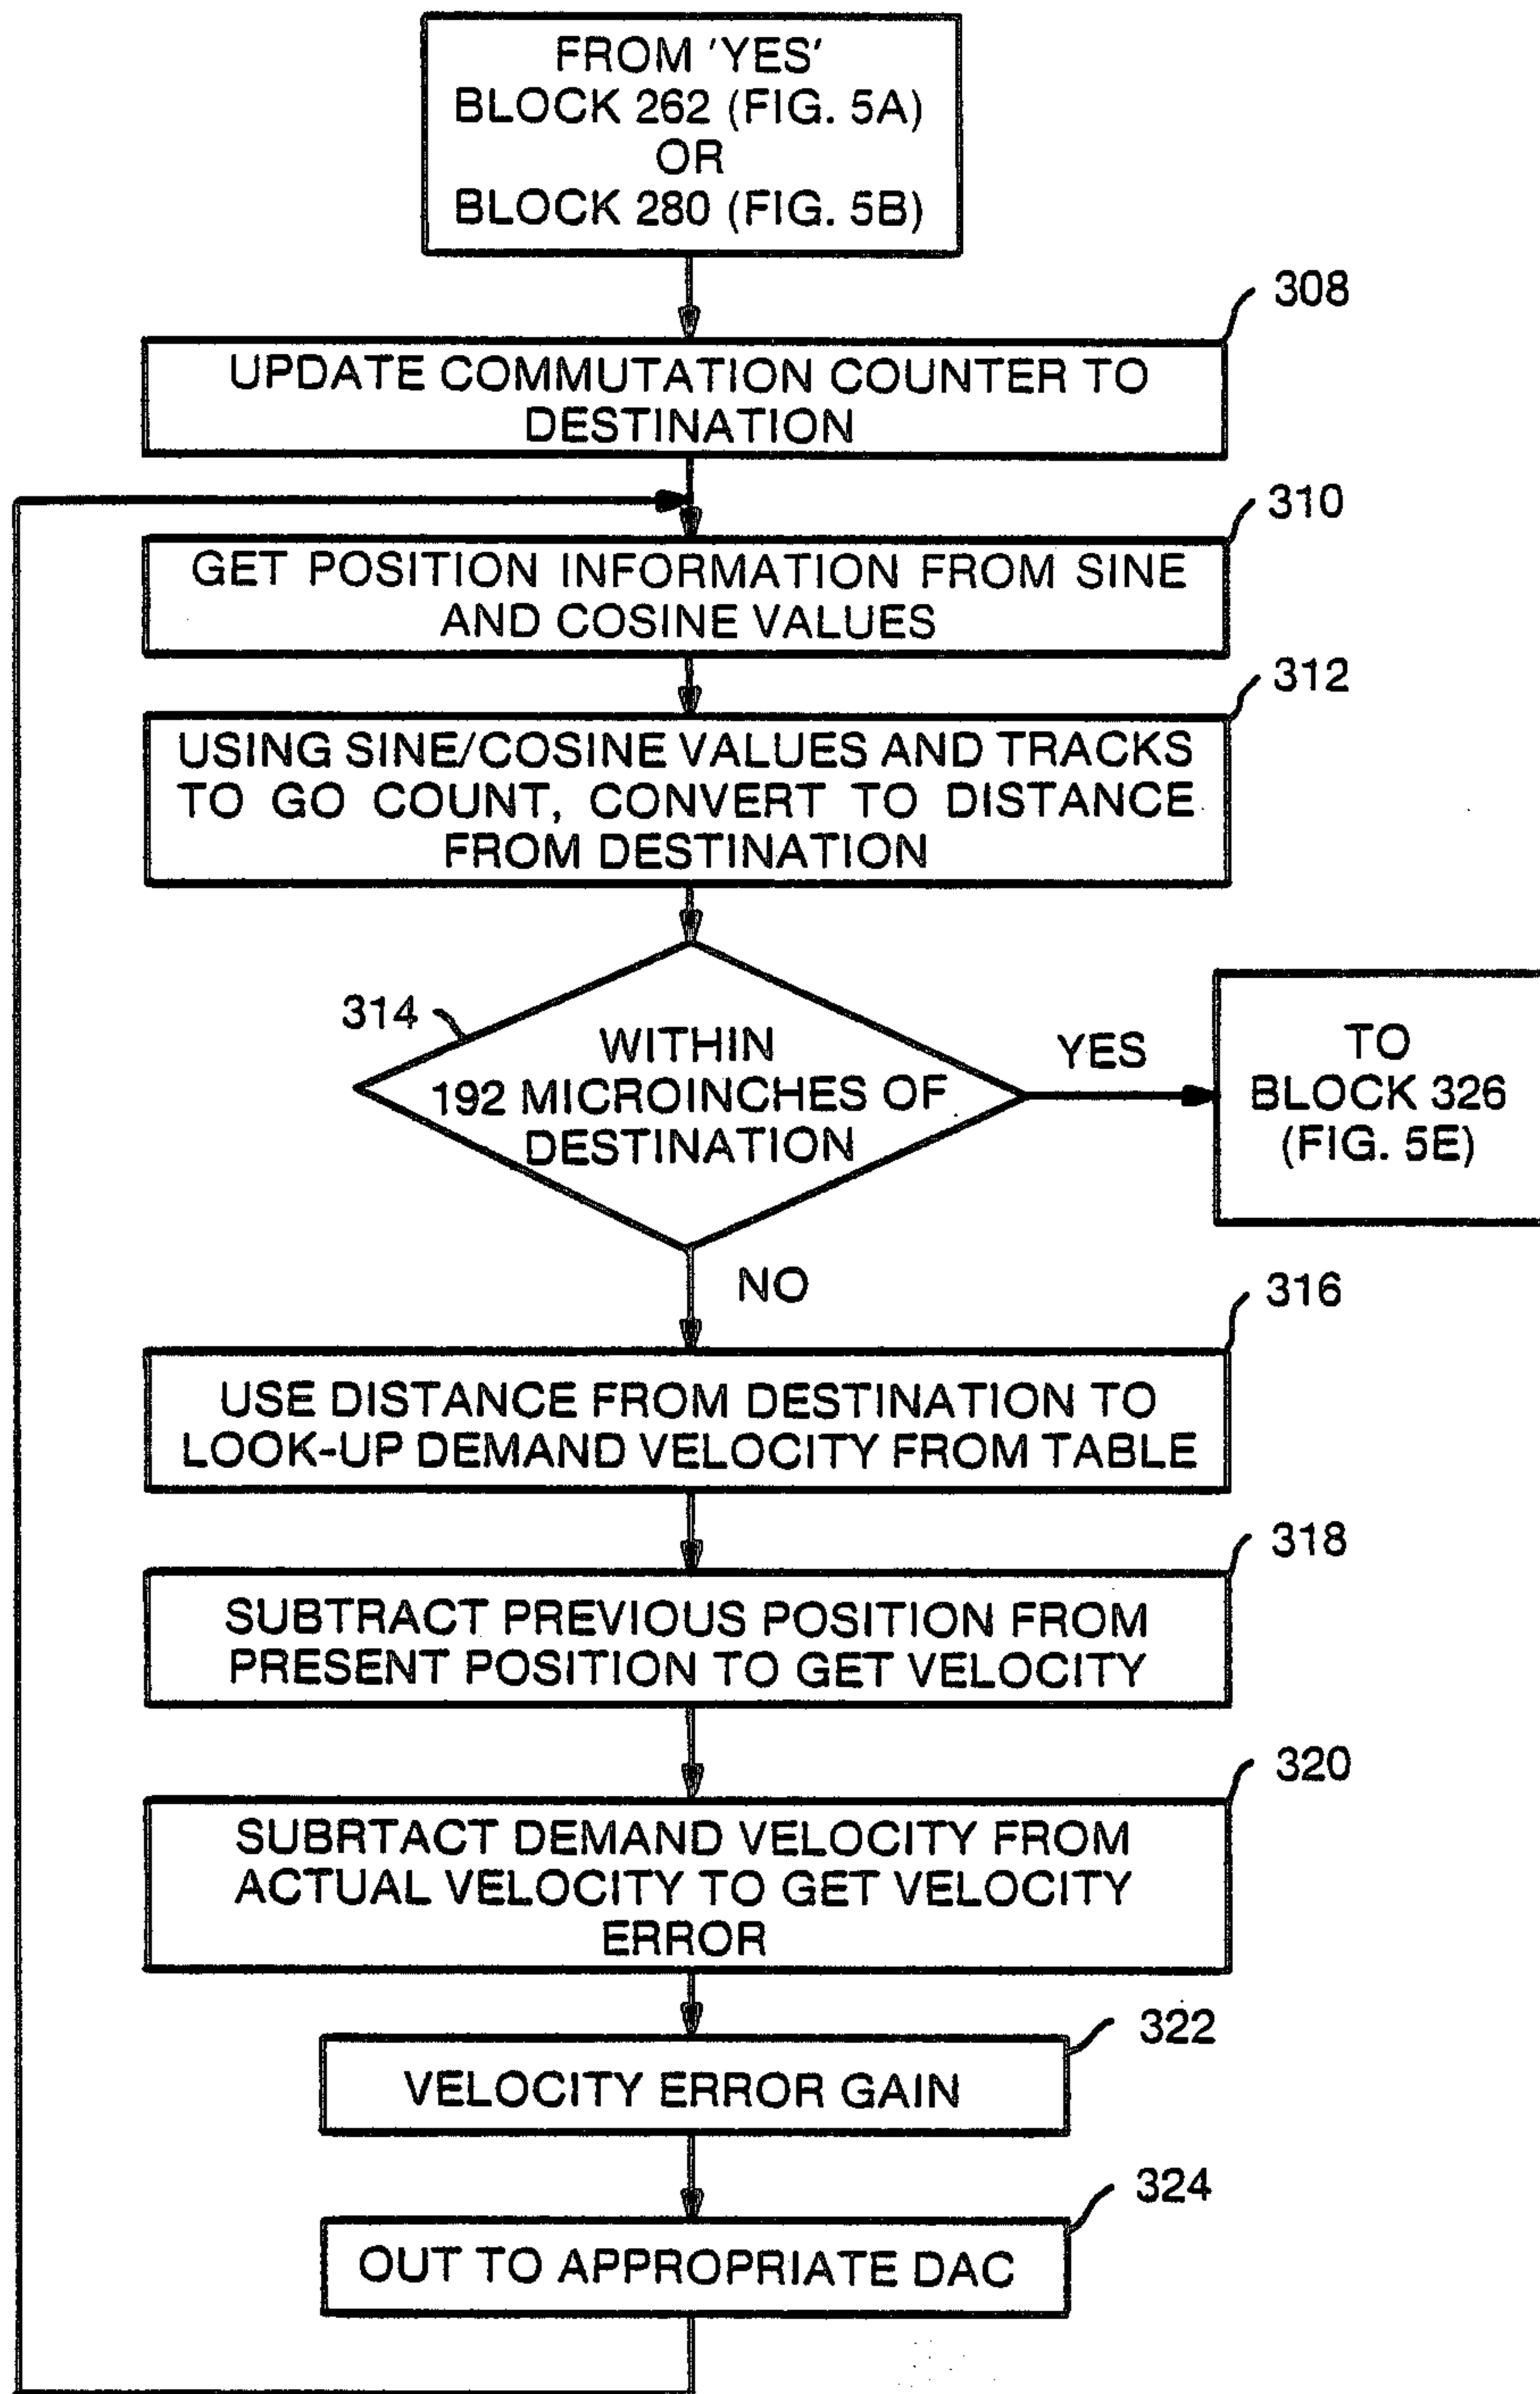 FROM 'YES'
BLOCK 262 (FIG. 5A)
OR
BLOCK 280 (FIG. 5B)
308
UPDATE COMMUTATION COUNTER TO
DESTINATION
310
GET POSITION INFORMATION FROM SINE
AND COSINE VALUES
312
USING SINE/COSINE VALUES AND TRACKS
TO GO COUNT, CONVERT TO DISTANCE
FROM DESTINATION
314
WITHIN
192 MICROINCHES OF
DESTINATION
YES
TO
BLOCK 326
(FIG. 5E)
NO
316
USE DISTANCE FROM DESTINATION TO
LOOK-UP DEMAND VELOCITY FROM TABLE
318
SUBTRACT PREVIOUS POSITION FROM
PRESENT POSITION TO GET VELOCITY
320
SUBRTACT DEMAND VELOCITY FROM
ACTUAL VELOCITY TO GET VELOCITY
ERROR
322
VELOCITY ERROR GAIN
324
OUT TO APPROPRIATE DAC